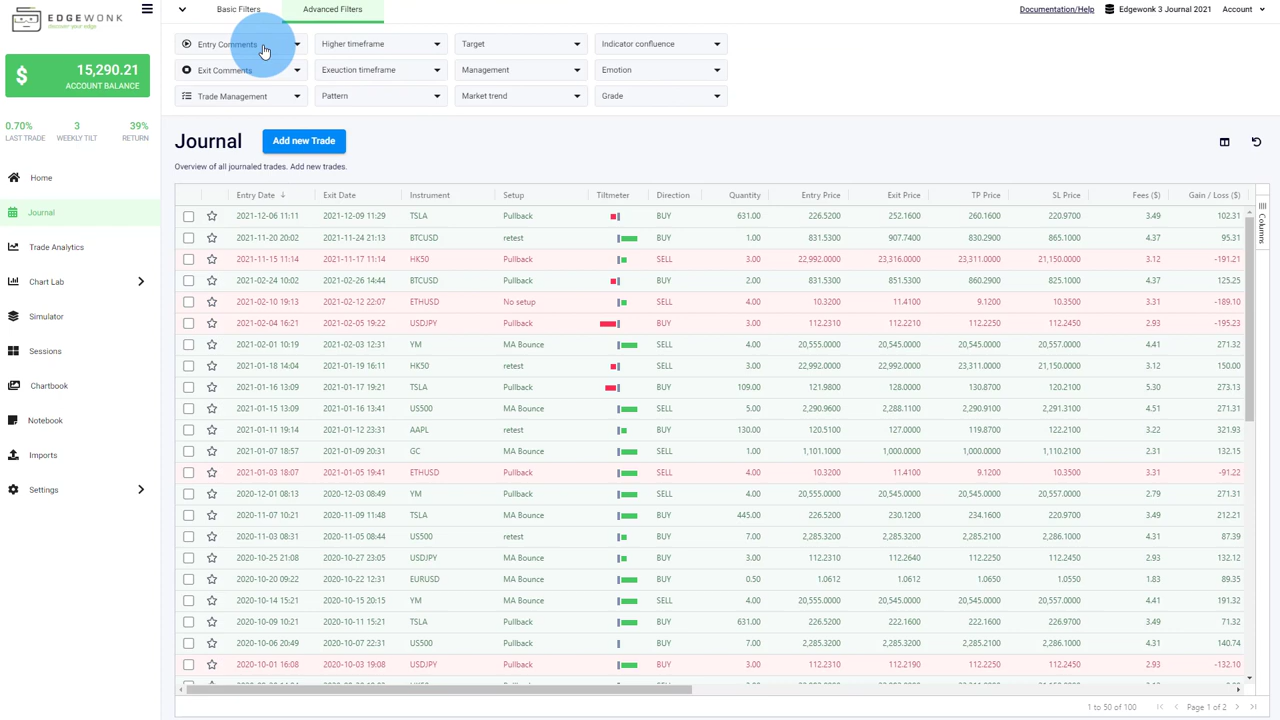 EDGEWONK
discover-your-edge
Basic Filters
Advanced Filters
Documentation/Help
Edgewonk 3 Journal 2021
Account
Entry Comments
Higher timeframe
Target
Indicator confluence
Exit Comments
Exeuction timeframe
Management
Emotion
Trade Management
Pattern
Market trend
Grade
$
15,290.21
ACCOUNT BALANCE
0.70% 3 39%
LAST TRADE WEEKLY TILT RETURN
Home
Journal
Trade Analytics
Chart Lab
Simulator
Sessions
Chartbook
Notebook
Imports
Settings
Journal
Add new Trade
Overview of all journaled trades. Add new trades.
Entry Date Exit Date Instrument Setup Tiltmeter Direction Quantity Entry Price Exit Price TP Price SL Price Fees ($) Gain / Loss ($)
2021-12-06 11:11 2021-12-09 11:29 TSLA Pullback BUY 631.00 226.5200 252.1600 260.1600 220.9700 3.49 102.31
2021-11-20 20:02 2021-11-24 21:13 BTCUSD retest BUY 1.00 831.5300 907.7400 830.2900 865.1000 4.37 95.31
2021-11-15 11:14 2021-11-17 11:14 HK50 Pullback SELL 3.00 22,992.0000 23,316.0000 23,311.0000 21,150.0000 3.12 -191.21
2021-02-24 10:02 2021-02-26 14:44 BTCUSD Pullback BUY 2.00 831.5300 851.5300 860.2900 825.1000 4.37 125.25
2021-02-10 19:13 2021-02-12 22:07 ETHUSD No setup SELL 4.00 10.3200 11.4100 9.1200 10.3500 3.31 -189.10
2021-02-04 16:21 2021-02-05 19:22 USDJPY Pullback BUY 3.00 112.2310 112.2210 112.2250 112.2450 2.93 -195.23
2021-02-01 10:19 2021-02-03 12:31 YM MA Bounce SELL 4.00 20,555.0000 20,545.0000 20,545.0000 20,557.0000 4.41 271.32
2021-01-18 14:04 2021-01-19 16:11 HK50 retest SELL 3.00 22,992.0000 22,992.0000 23,311.0000 21,150.0000 3.12 150.00
2021-01-16 13:09 2021-01-17 19:21 TSLA Pullback BUY 109.00 121.9800 128.0000 130.8700 120.2100 5.30 273.13
2021-01-15 13:09 2021-01-16 13:41 US500 MA Bounce SELL 5.00 2,290.9600 2,288.1100 2,290.9100 2,291.3100 4.51 271.31
2021-01-11 19:14 2021-01-12 23:31 AAPL retest BUY 130.00 120.5100 127.0000 119.8700 122.2100 3.22 321.93
2021-01-07 18:57 2021-01-09 20:31 GC MA Bounce SELL 1.00 1,101.1000 1,000.0000 1,000.0000 1,110.2100 2.31 132.15
2021-01-03 18:07 2021-01-05 19:41 ETHUSD Pullback SELL 4.00 10.3200 11.4100 9.1200 10.3500 3.31 -91.22
2020-12-01 08:13 2020-12-03 08:49 YM Pullback SELL 4.00 20,555.0000 20,545.0000 20,545.0000 20,557.0000 2.79 271.31
2020-11-07 10:21 2020-11-09 11:48 TSLA MA Bounce BUY 445.00 226.5200 230.1200 234.1600 220.9700 3.49 212.21
2020-11-03 08:31 2020-11-05 08:44 US500 retest BUY 7.00 2,285.3200 2,285.3200 2,285.2100 2,286.1000 4.31 87.39
2020-10-25 21:08 2020-10-27 23:05 USDJPY MA Bounce BUY 3.00 112.2310 112.2640 112.2250 112.2450 2.93 132.12
2020-10-20 09:22 2020-10-22 12:31 EURUSD MA Bounce BUY 0.50 1.0612 1.0612 1.0650 1.0550 1.83 89.35
2020-10-14 15:21 2020-10-15 20:15 YM MA Bounce SELL 4.00 20,555.0000 20,545.0000 20,545.0000 20,557.0000 4.41 191.32
2020-10-09 10:21 2020-10-11 15:21 TSLA Pullback BUY 631.00 226.5200 222.1600 226.9700 220.9700 3.49 71.32
2020-10-06 20:49 2020-10-07 22:31 US500 Pullback BUY 7.00 2,285.3200 2,285.3200 2,285.2100 2,286.1000 4.31 140.74
2020-10-01 16:08 2020-10-03 19:08 USDJPY Pullback BUY 3.00 112.2310 112.2190 112.2250 112.2450 2.93 -132.10
Columns
1 to 50 of 100
Page 1 of 2